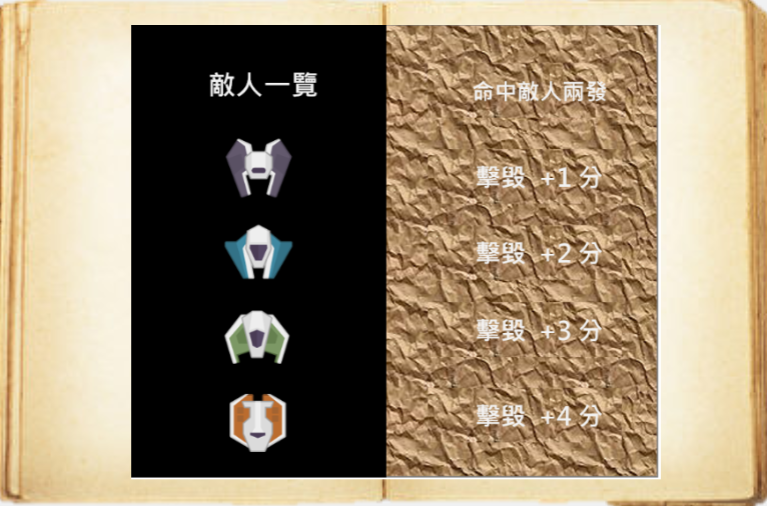 敵人一覽
命中敵人兩發
擊毀 +1 分
擊毀 +2 分
擊毀 +3 分
擊毀 +4 分